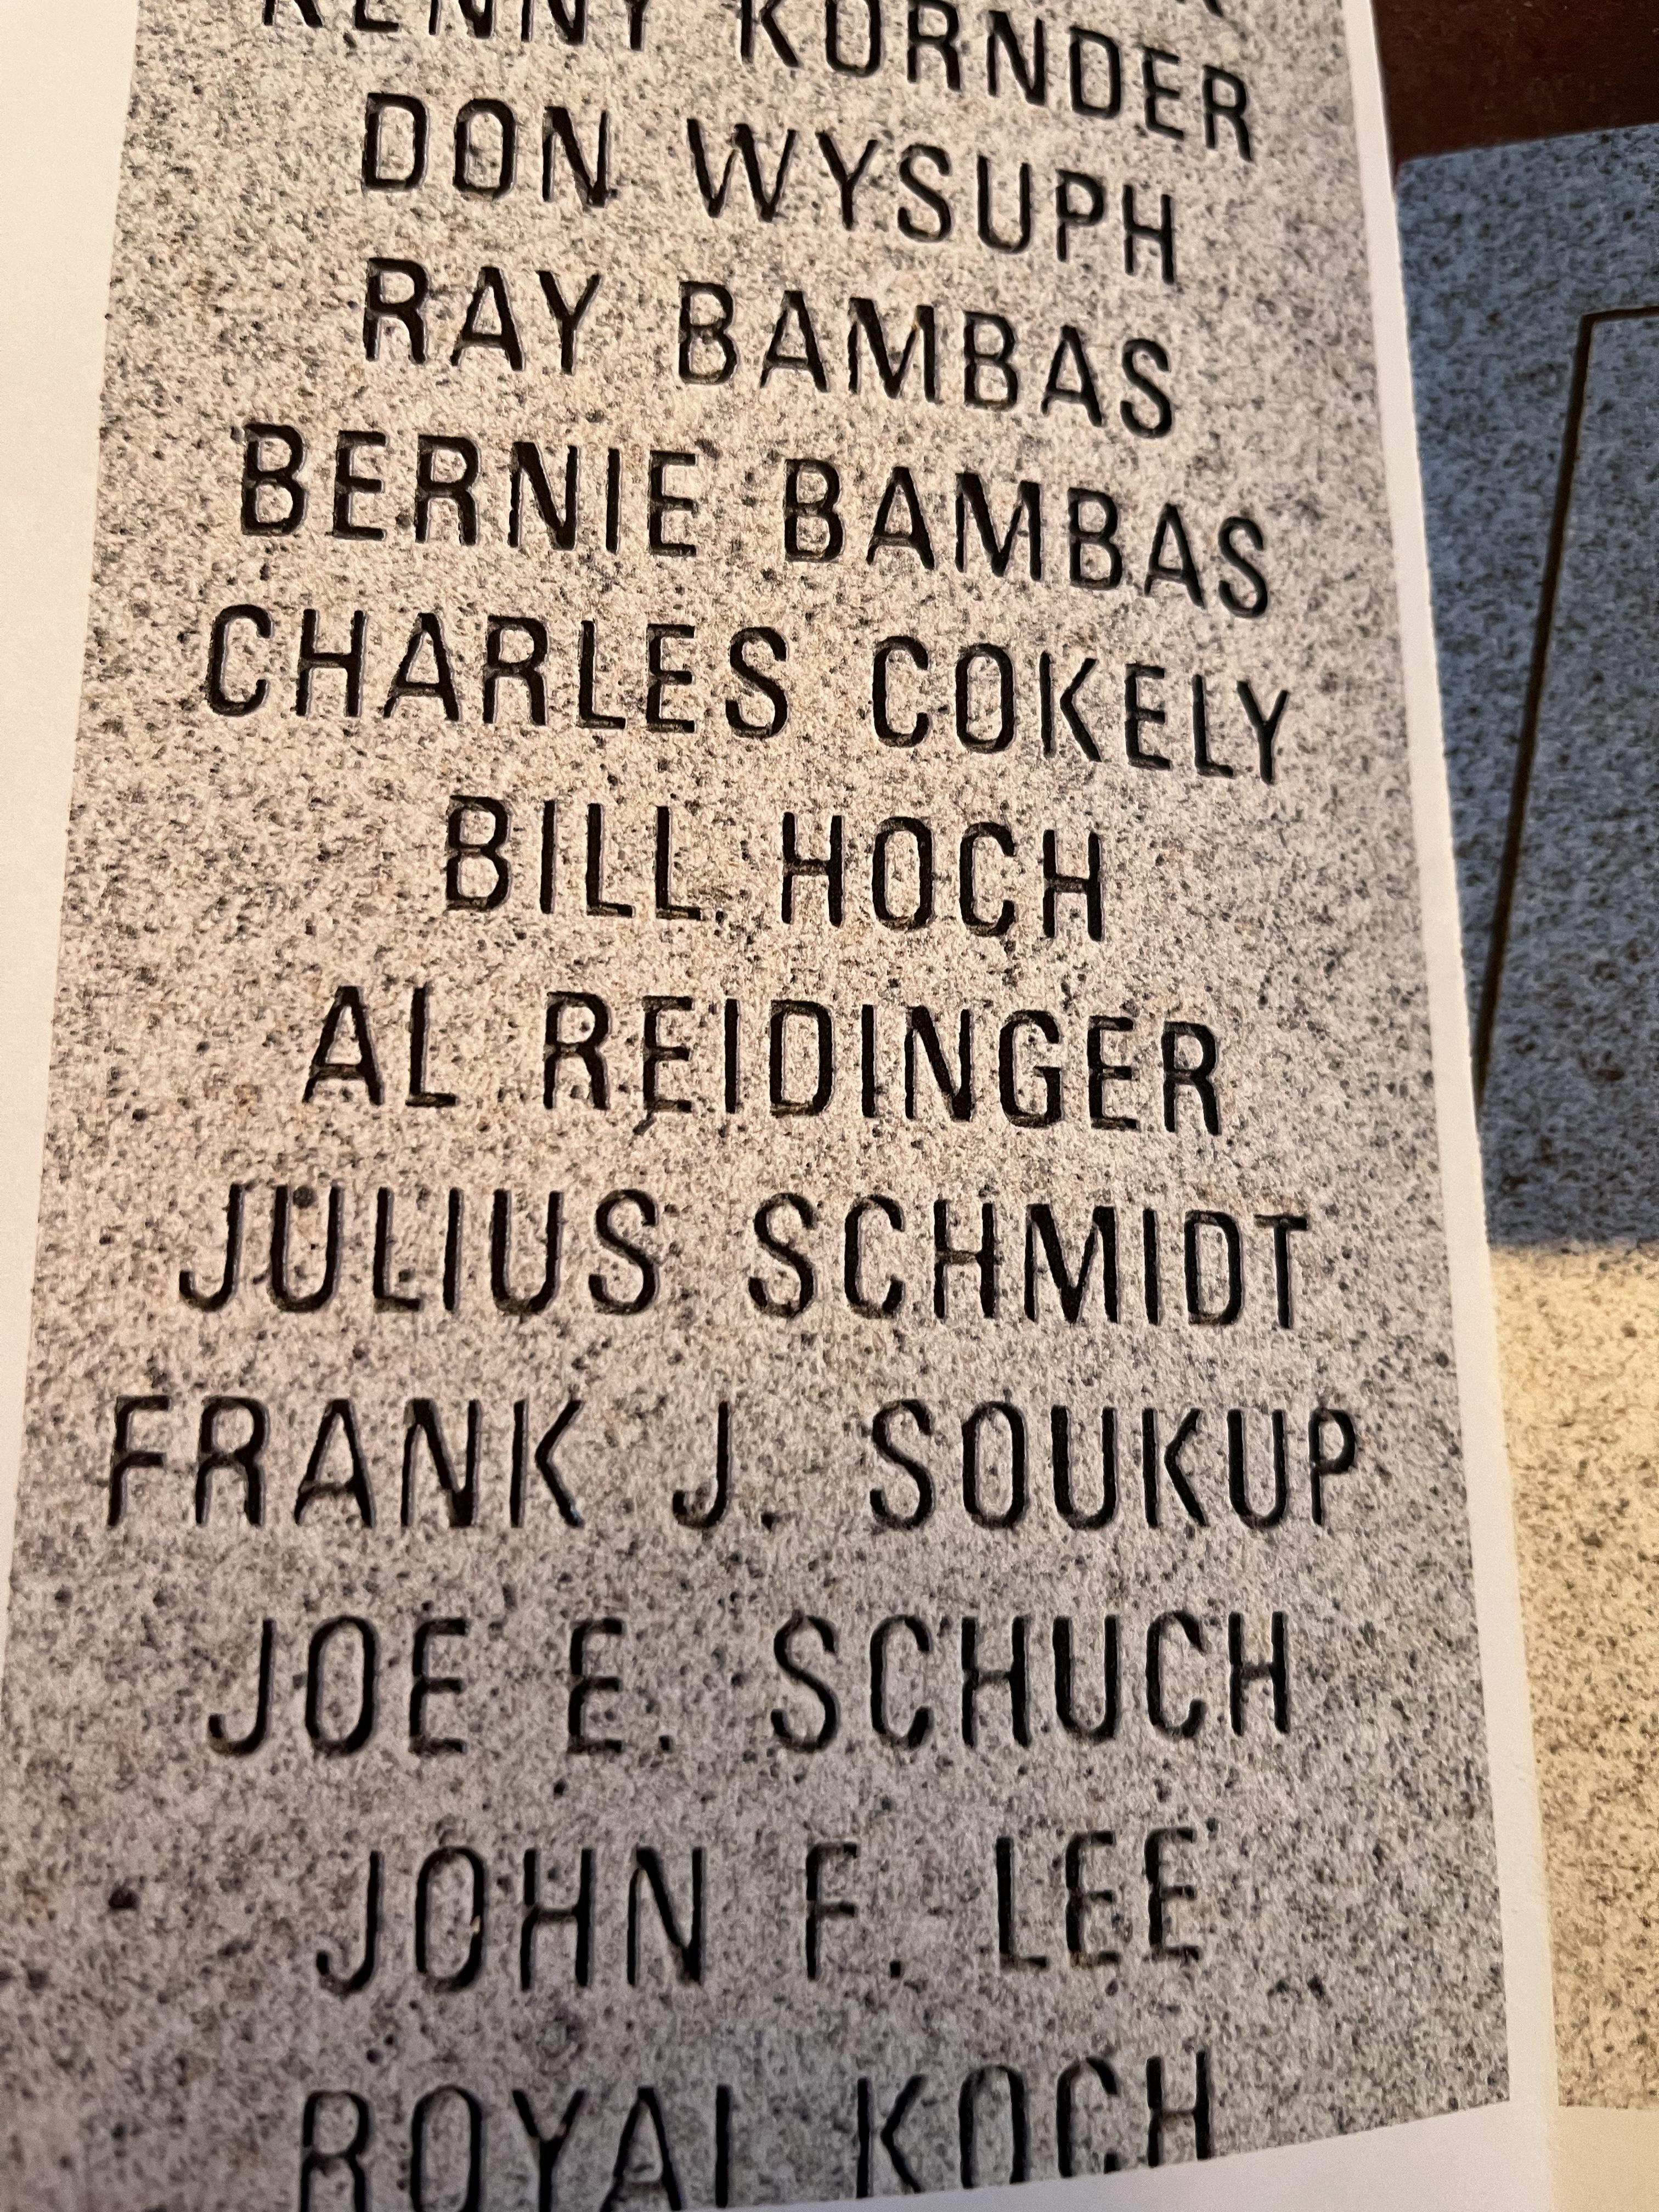 KENNY KORNDER
DON WYSUPH
RAY BAMBAS
BERNIE BAMBAS
CHARLES COKELY
BILL HOCH
AL REIDINGER
JULIUS SCHMIDT
FRANK J. SOUKUP
JOE E. SCHUCH
JOHN F. LEE
ROYAL KOCH